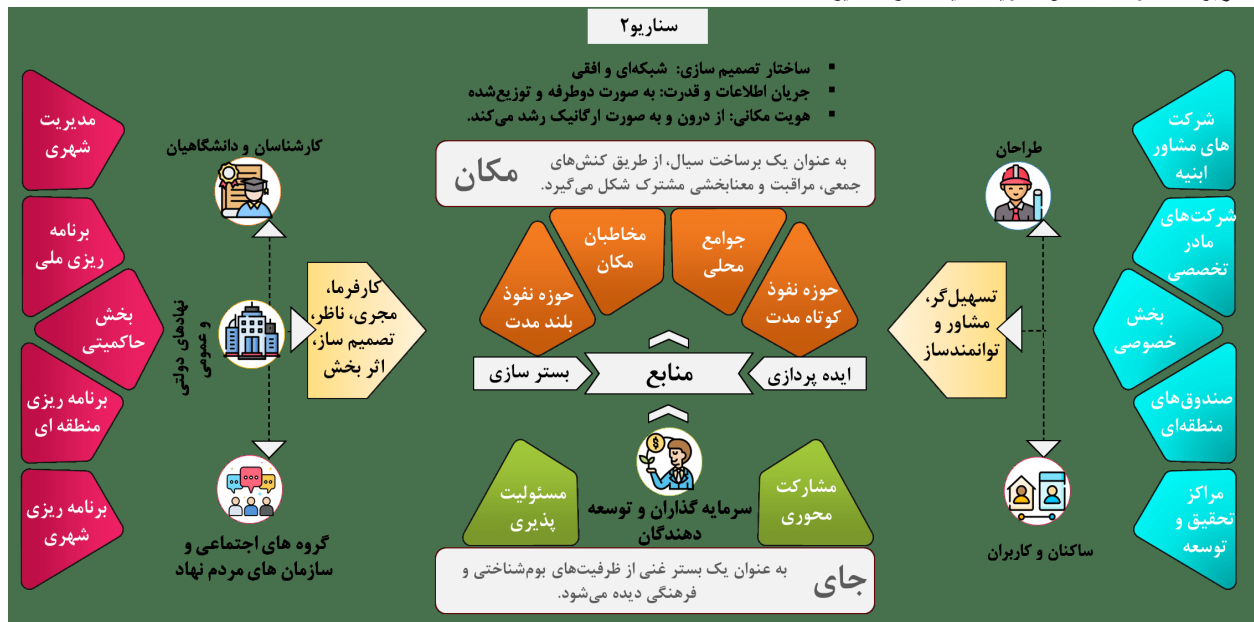 سناریو۲
ساختار تصمیم سازی: شبکه‌ای و افقی
جریان اطلاعات و قدرت: به صورت دوطرفه و توزیع‌شده
هویت مکانی: از درون و به صورت ارگانیک رشد می‌کند.
مکان
به عنوان یک برساخت سیال، از طریق کنش‌های
جمعی، مراقبت و معنابخشی مشترک شکل می‌گیرد.
شرکت
های مشاور
ابنیه
شرکت‌های
مادر
تخصصی
بخش
خصوصی
صندوق‌های
منطقه‌ای
مراکز
تحقیق و
توسعه
طراحان
ساکنان و کاربران
تسهیل‌گر،
مشاور و
توانمندساز
حوزه نفوذ
کوتاه مدت
جوامع
محلی
مخاطبان
مکان
حوزه نفوذ
بلند مدت
ایده پردازی
منابع
بستر سازی
مشارکت
محوری
سرمایه گذاران و توسعه
دهندگان
مسئولیت
پذیری
جای
به عنوان یک بستر غنی از ظرفیت‌های بوم‌شناختی و
فرهنگی دیده می‌شود.
کارفرما،
مجری، ناظر،
تصمیم ساز،
اثر بخش
کارشناسان و دانشگاهیان
نهادهای دولتی
و عمومی
گروه های اجتماعی و
سازمان های مردم نهاد
مدیریت
شهری
برنامه
ریزی ملی
بخش
حاکمیتی
برنامه ریزی
منطقه ای
برنامه ریزی
شهری